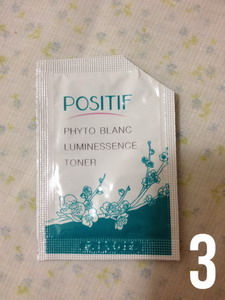 POSITIF
PHYTO BLANC
LUMINESSENCE
TONER
3